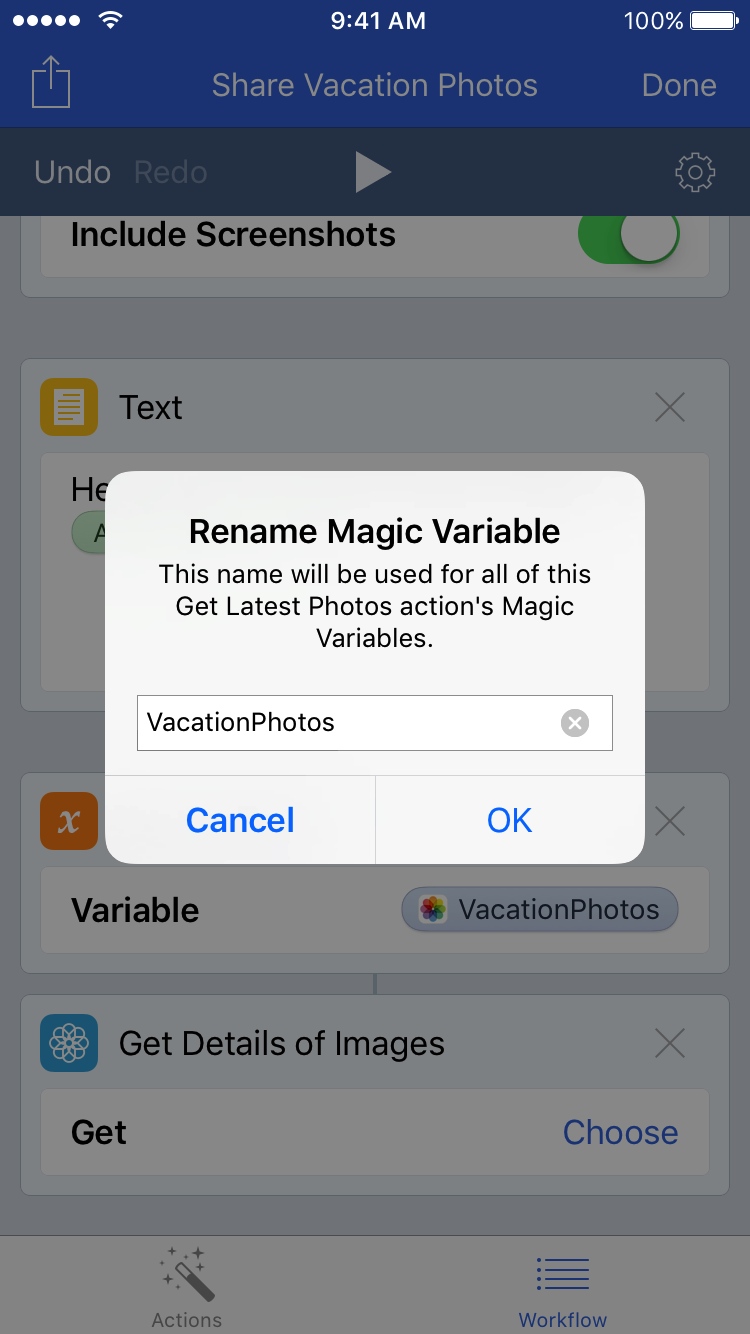 9:41 AM
100%
Share Vacation Photos
Done
Undo
Redo
Include Screenshots
Text
He
A
Rename Magic Variable
This name will be used for all of this
Get Latest Photos action's Magic
Variables.
VacationPhotos
Cancel
OK
x
Variable
VacationPhotos
Get Details of Images
Get
Choose
Actions
Workflow